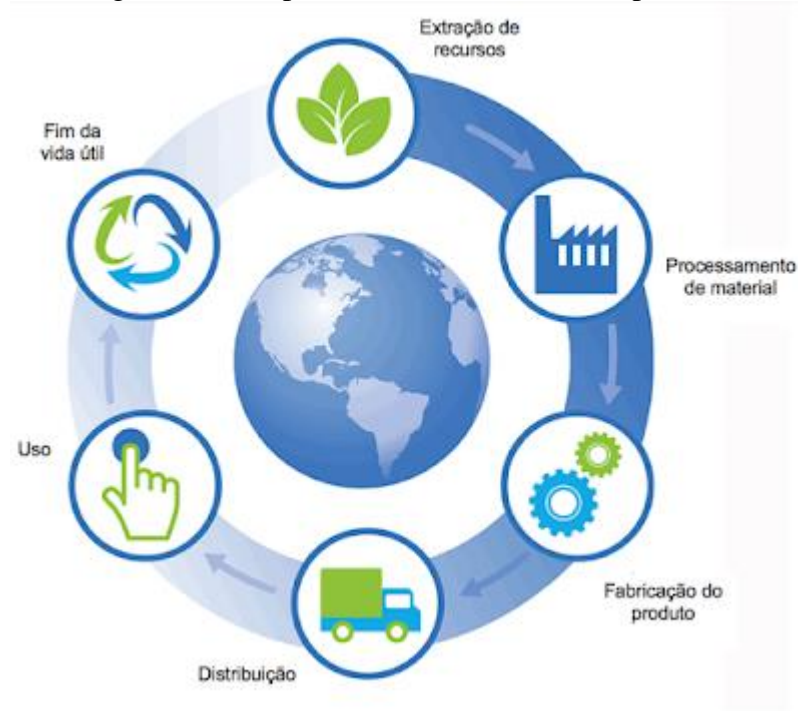 Extração de
recursos
Processamento
de material
Fabricação do
produto
Distribuição
Uso
Fim da
vida útil